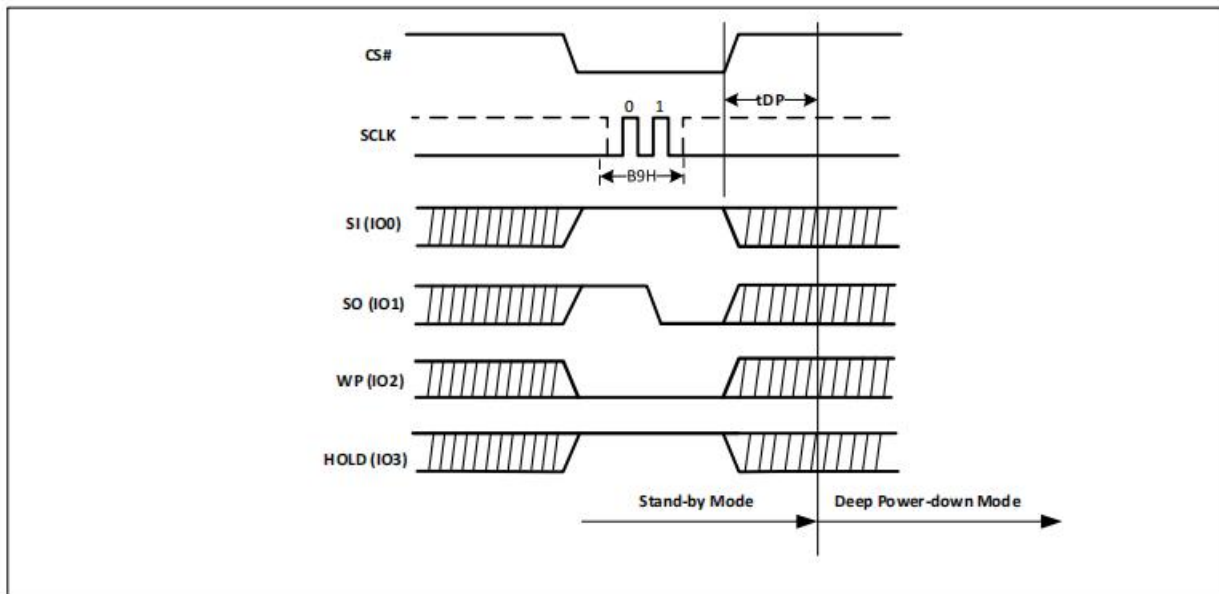 CS#
tDP
0 1
SCLK
B9H
SI (IO0)
SO (IO1)
WP (IO2)
HOLD (IO3)
Stand-by Mode Deep Power-down Mode